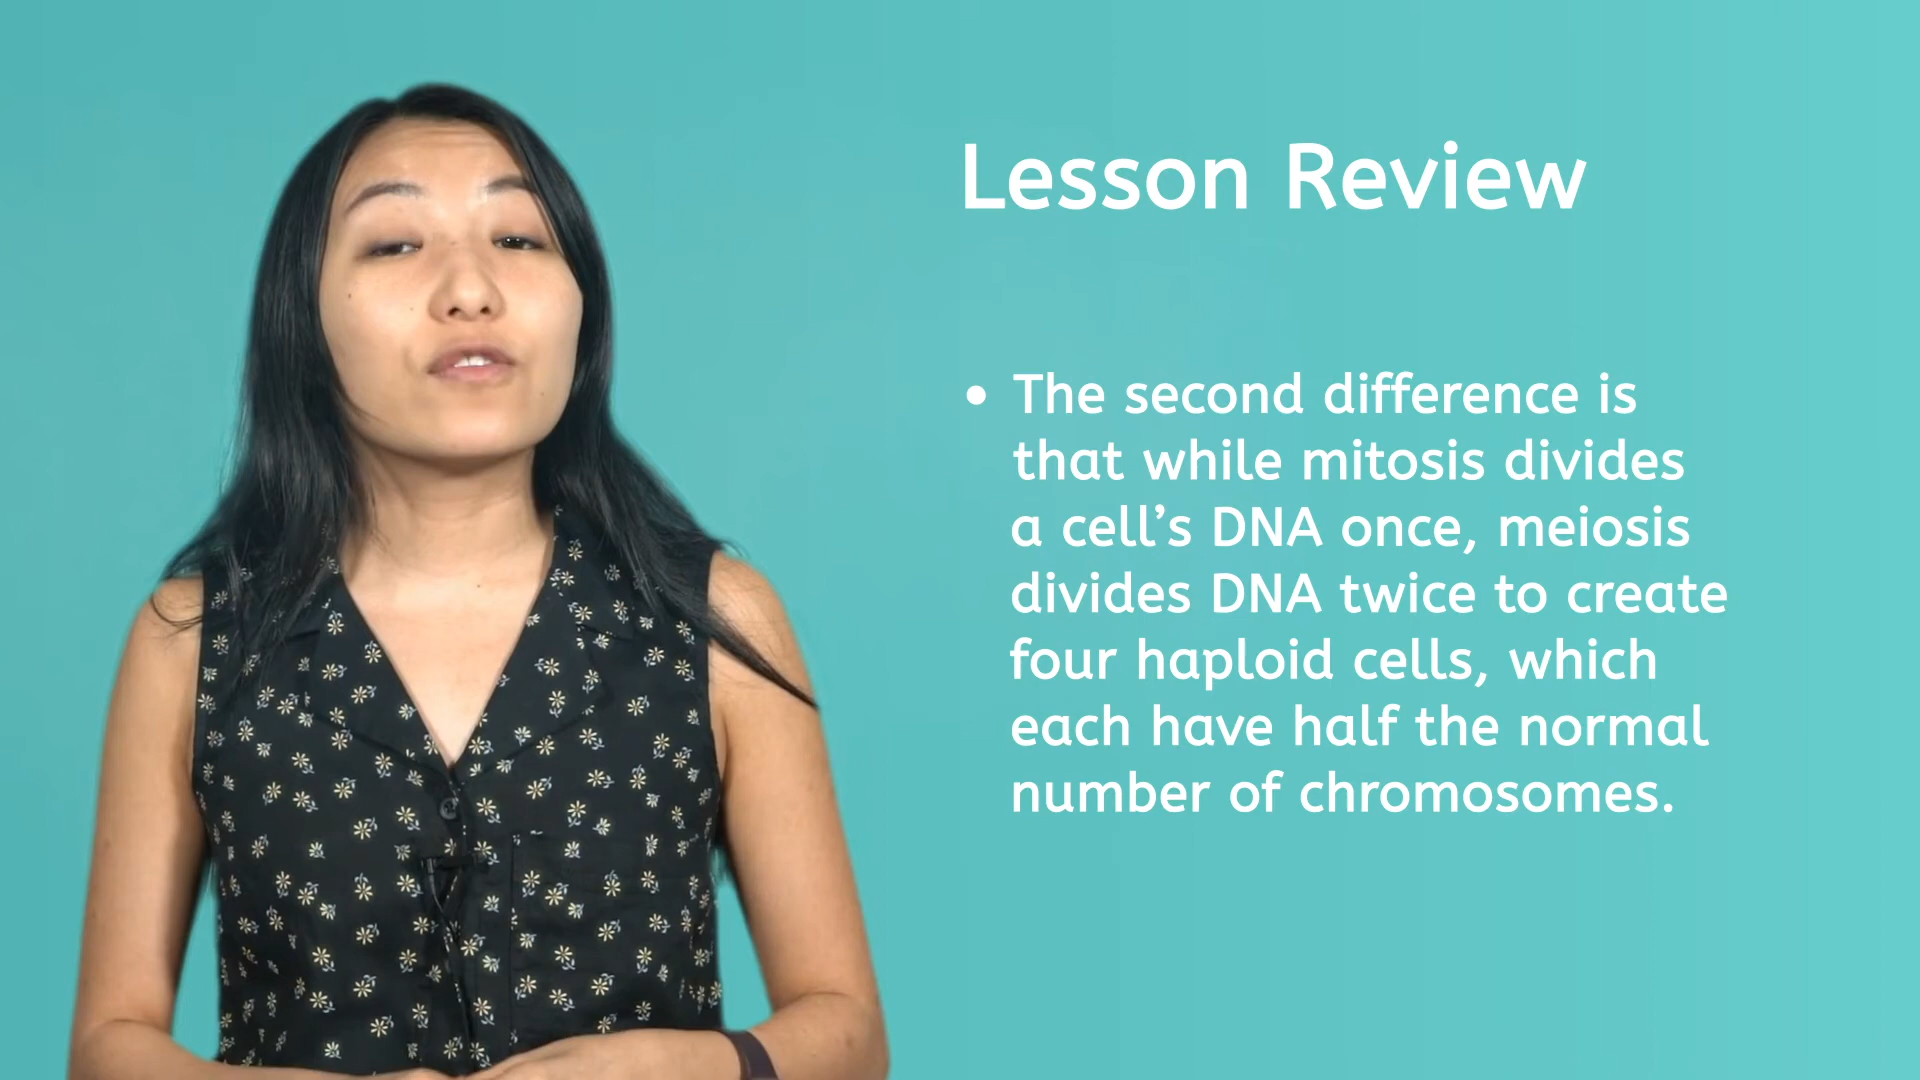 Lesson Review
• The second difference is
that while mitosis divides
a cell’s DNA once, meiosis
divides DNA twice to create
four haploid cells, which
each have half the normal
number of chromosomes.